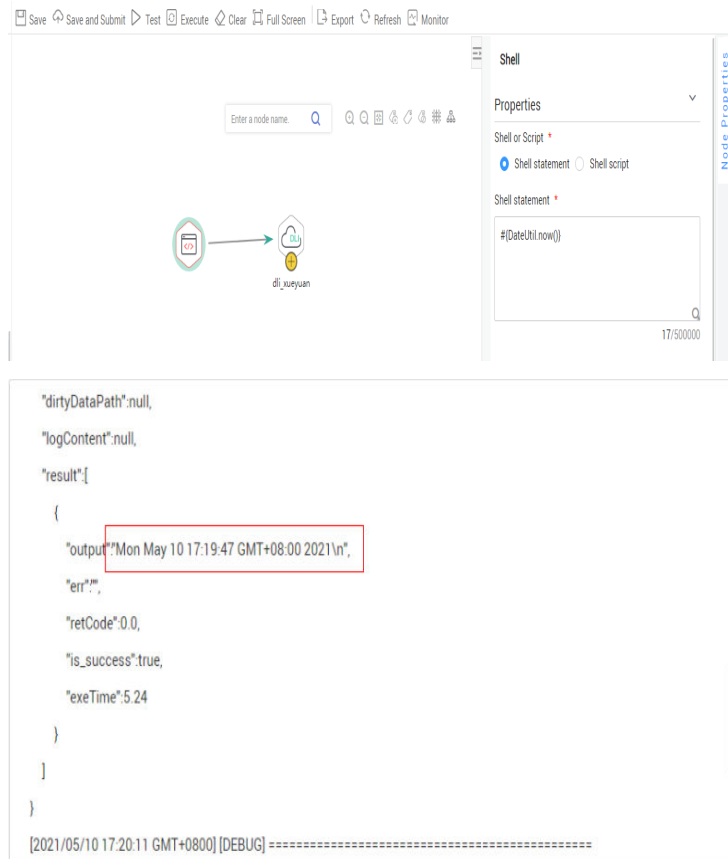 Save Save and Submit Test Execute Clear Full Screen Export Refresh Monitor
Enter a node name.
DLI
dli_xueyuan
Shell
Properties
Shell or Script *
Shell statement Shell script
Shell statement *
#{DateUtil.now()}
17/500000
Node Properties
"dirtyDataPath":null,
"logContent":null,
"result":[
{
"output":"Mon May 10 17:19:47 GMT+08:00 2021\n",
"err":"",
"retCode":0.0,
"is_success":true,
"exeTime":5.24
}
]
}
[2021/05/10 17:20:11 GMT+0800] [DEBUG] ===============================================